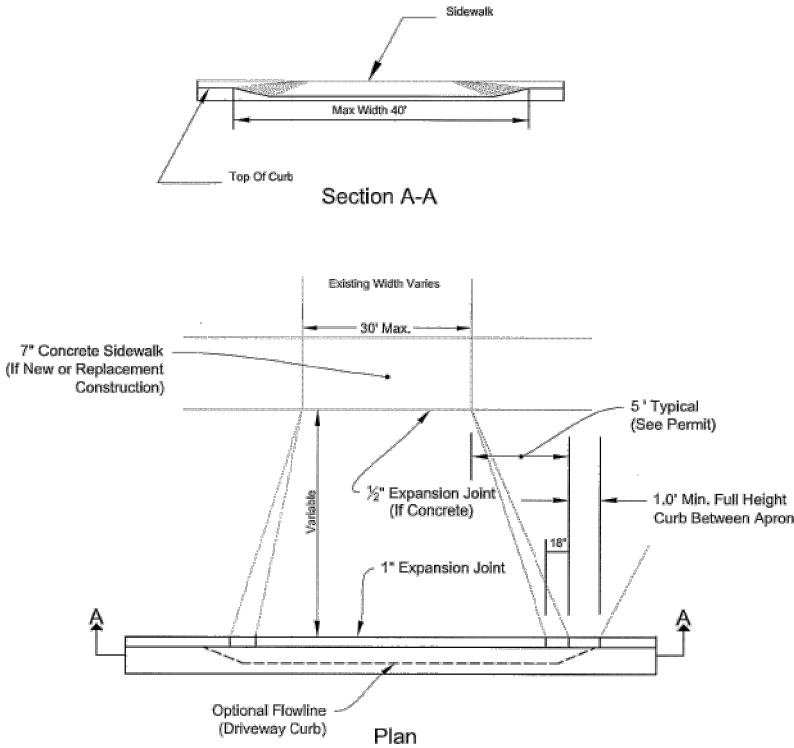 Sidewalk
Max Width 40'
Top Of Curb
Section A-A
Existing Width Varies
30' Max.
7" Concrete Sidewalk
(If New or Replacement
Construction)
5 ' Typical
(See Permit)
½" Expansion Joint
(If Concrete)
Variable
1.0' Min. Full Height
Curb Between Apron
18"
1" Expansion Joint
A
A
Optional Flowline
(Driveway Curb)
Plan